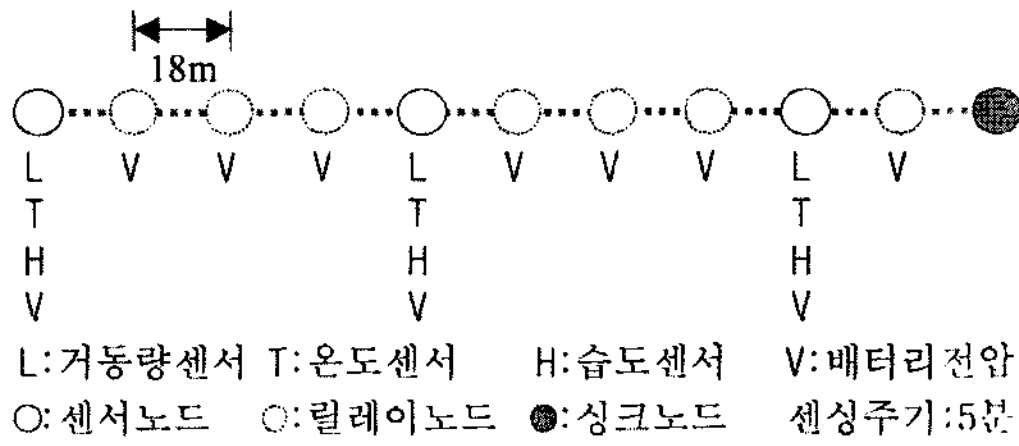 18m
L V V V L V V V L V
T T T
H H H
V V V
L:거동량센서 T:온도센서 H:습도센서 V:배터리전압
○:센서노드 ◌:릴레이노드 ●:싱크노드 센싱주기:5분